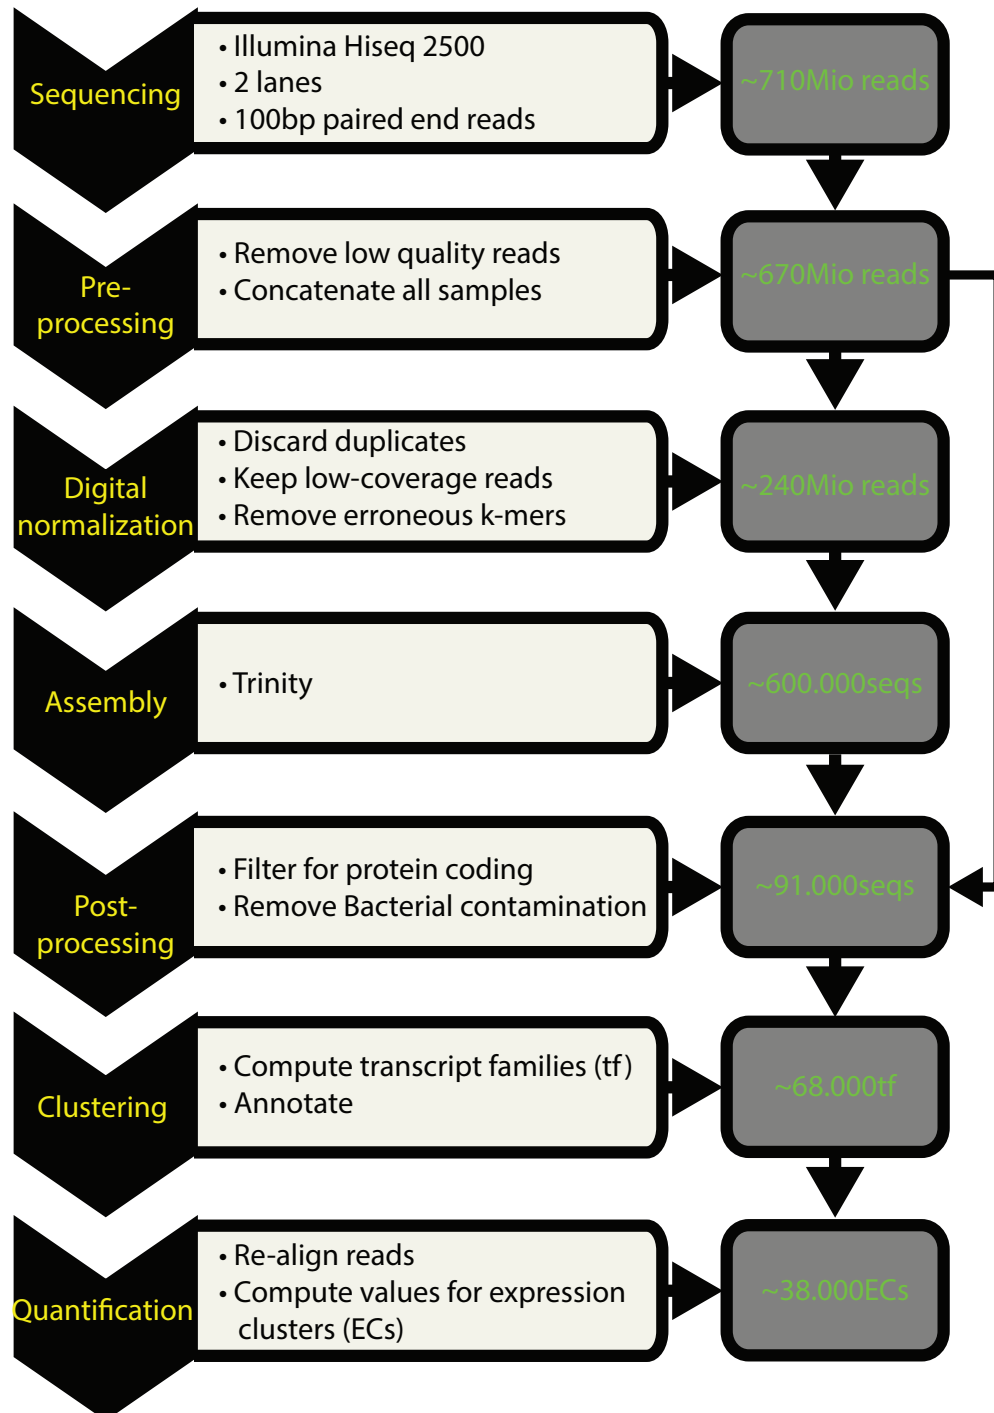 Sequencing
• Illumina Hiseq 2500
• 2 lanes
• 100bp paired end reads
~710Mio reads
Pre-
processing
• Remove low quality reads
• Concatenate all samples
~670Mio reads
Digital
normalization
• Discard duplicates
• Keep low-coverage reads
• Remove erroneous k-mers
~240Mio reads
Assembly
• Trinity
~600.000seqs
Post-
processing
• Filter for protein coding
• Remove Bacterial contamination
~91.000seqs
Clustering
• Compute transcript families (tf)
• Annotate
~68.000tf
Quantification
• Re-align reads
• Compute values for expression
clusters (ECs)
~38.000ECs